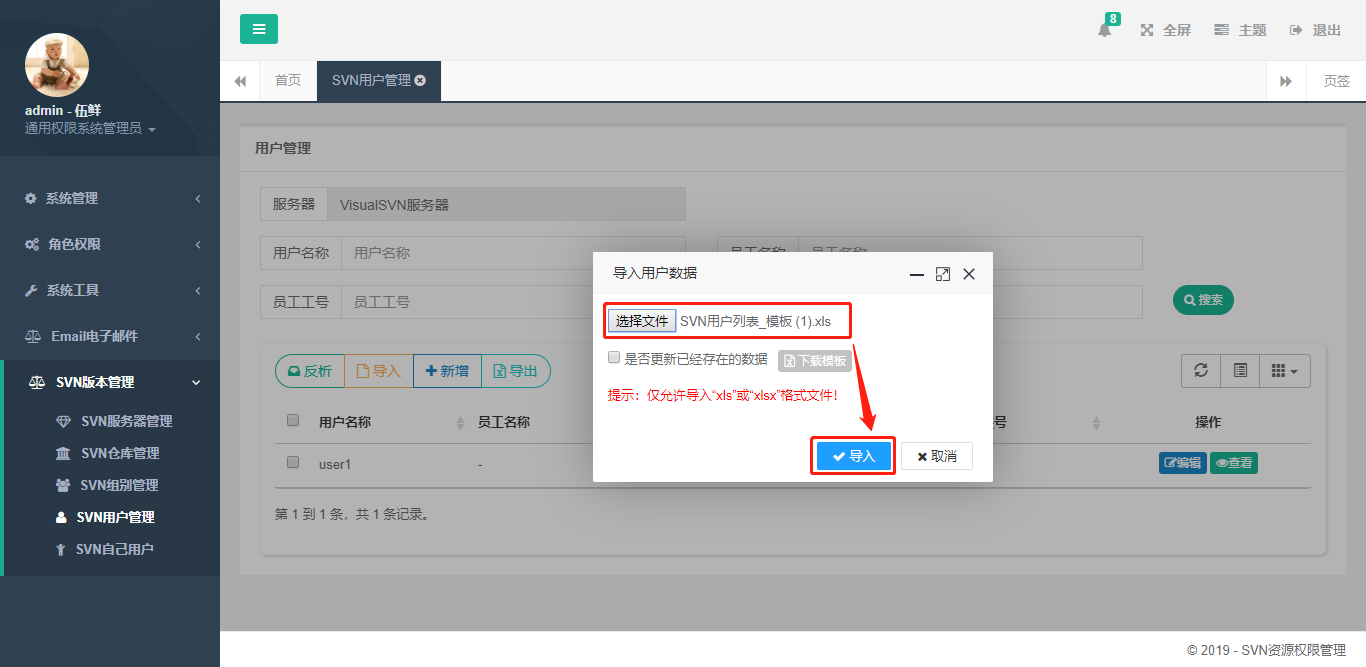 8
全屏
主题
退出
首页
SVN用户管理
页签
admin - 伍鲜
通用权限系统管理员
系统管理
角色权限
系统工具
Email电子邮件
SVN版本管理
SVN服务器管理
SVN仓库管理
SVN组别管理
SVN用户管理
SVN自己用户
用户管理
服务器 VisualSVN服务器
用户名称 用户名称
员工名称 员工名称
员工工号 员工工号
搜索
反析 导入 新增 导出
用户名称 员工名称 号 操作
user1 - 编辑 查看
第 1 到 1 条，共 1 条记录。
导入用户数据
选择文件 SVN用户列表_模板 (1).xls
是否更新已经存在的数据 下载模板
提示：仅允许导入“xls”或“xlsx”格式文件！
导入 取消
© 2019 - SVN资源权限管理